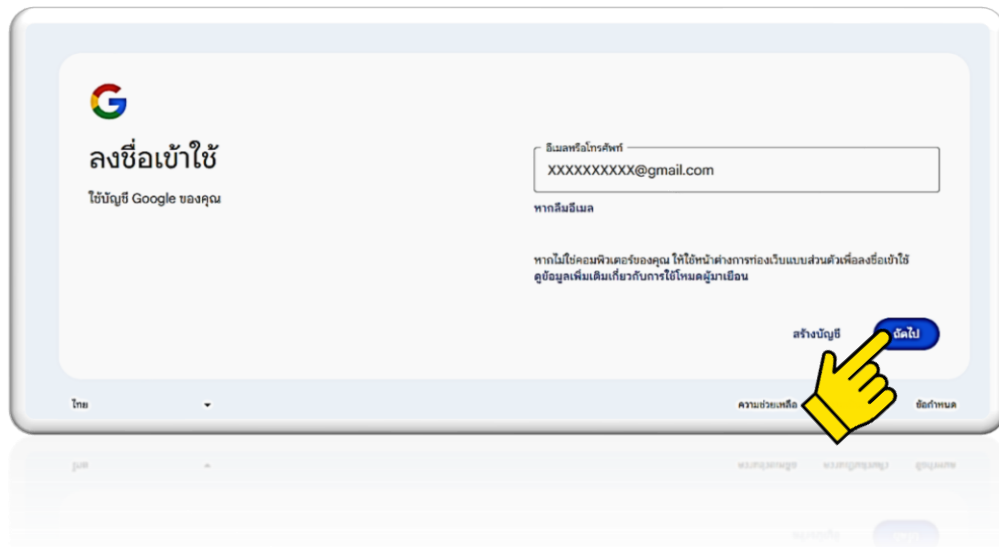 ลงชื่อเข้าใช้
ใช้บัญชี Google ของคุณ
อีเมลหรือโทรศัพท์
XXXXXXXXXX@gmail.com
หากลืมอีเมล
หากไม่ใช่คอมพิวเตอร์ของคุณ ให้ใช้หน้าต่างการท่องเว็บแบบส่วนตัวเพื่อลงชื่อเข้าใช้
ดูข้อมูลเพิ่มเติมเกี่ยวกับการใช้โหมดผู้มาเยือน
สร้างบัญชี ถัดไป
ไทย ความช่วยเหลือ ข้อกำหนด